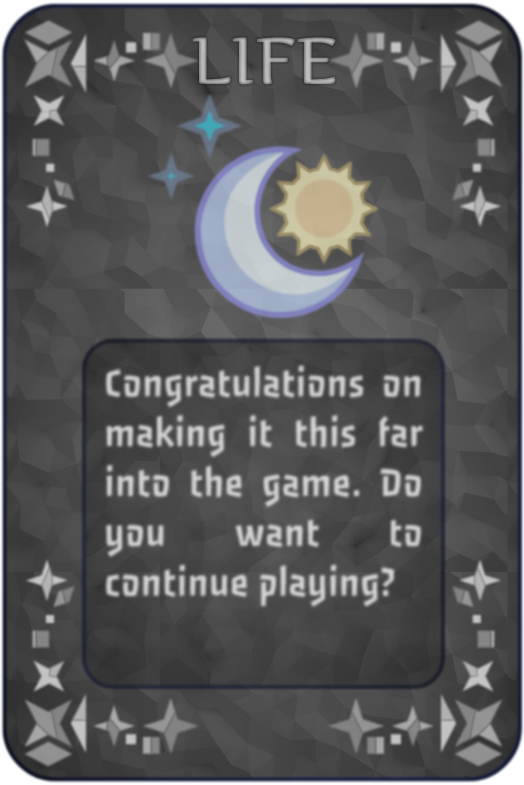 LIFE
Congratulations on
making it this far
into the game. Do
you want to
continue playing?